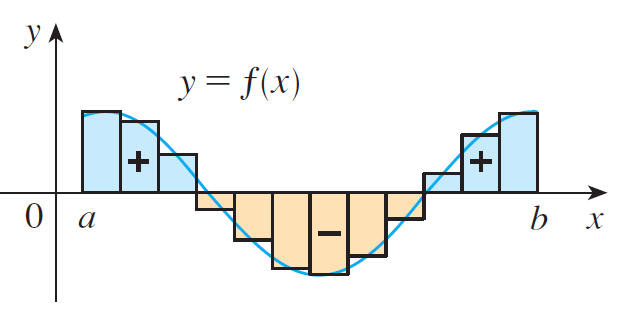 y
y = f(x)
+ +
−
0 a b x